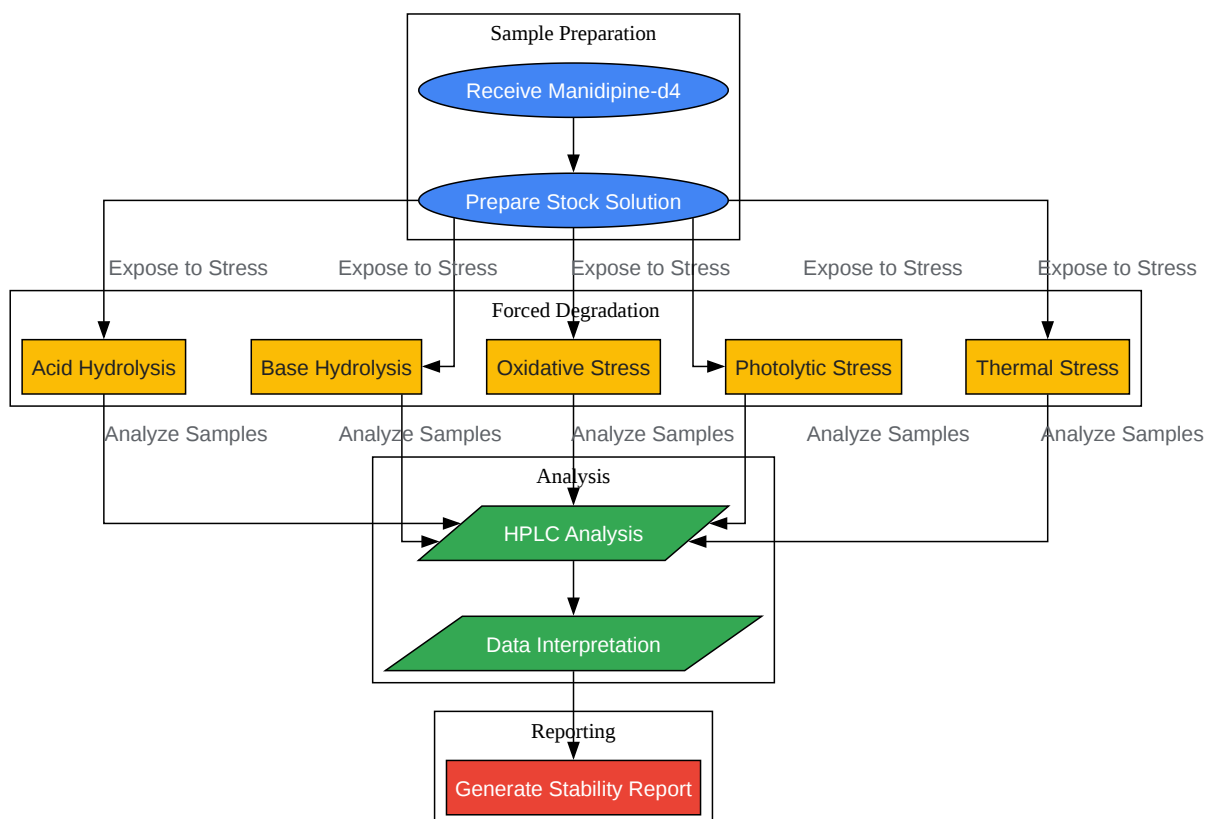 Sample Preparation
Receive Manidipine-d4
Prepare Stock Solution
Expose to Stress
Expose to Stress
Expose to Stress
Expose to Stress
Expose to Stress
Forced Degradation
Acid Hydrolysis
Base Hydrolysis
Oxidative Stress
Photolytic Stress
Thermal Stress
Analyze Samples
Analyze Samples
Analyze Samples
Analyze Samples
Analyze Samples
Analysis
HPLC Analysis
Data Interpretation
Reporting
Generate Stability Report